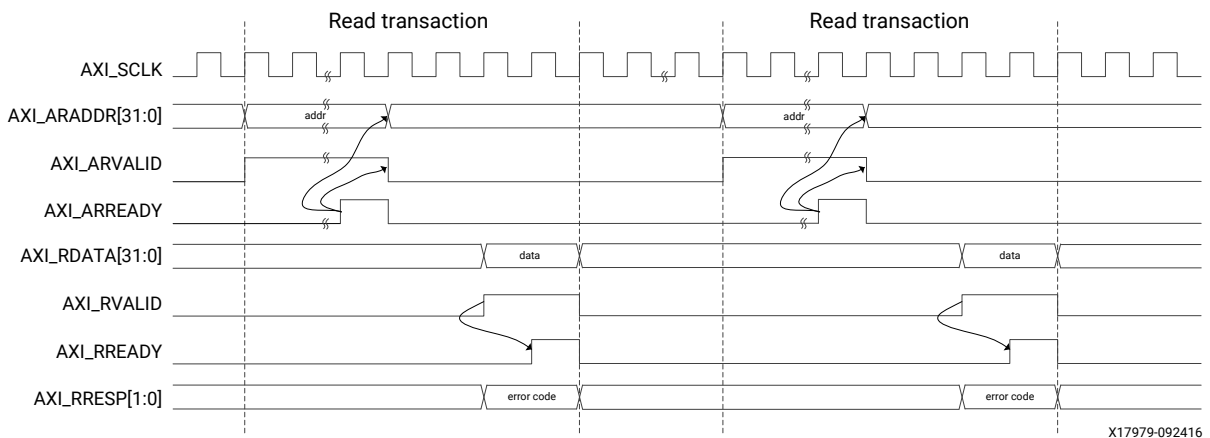 Read transaction Read transaction
AXI_SCLK
AXI_ARADDR[31:0] addr addr
AXI_ARVALID
AXI_ARREADY
AXI_RDATA[31:0] data data
AXI_RVALID
AXI_RREADY
AXI_RRESP[1:0] error code error code
X17979-092416